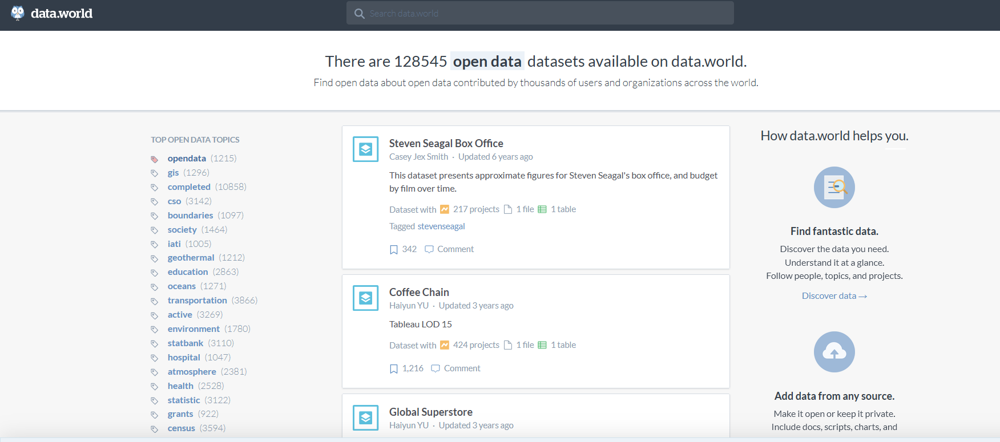 data.world
Search data.world
There are 128545 open data datasets available on data.world.
Find open data about open data contributed by thousands of users and organizations across the world.
TOP OPEN DATA TOPICS
opendata (1215)
gis (1296)
completed (10858)
cso (3142)
boundaries (1097)
society (1464)
iati (1005)
geothermal (1212)
education (2863)
oceans (1271)
transportation (3866)
active (3269)
environment (1780)
statbank (3110)
hospital (1047)
atmosphere (2381)
health (2528)
statistic (3122)
grants (922)
census (3594)
Steven Seagal Box Office
Casey Jex Smith · Updated 6 years ago
This dataset presents approximate figures for Steven Seagal's box office, and budget
by film over time.
Dataset with 217 projects 1 file 1 table
Tagged stevenseagal
342 Comment
Coffee Chain
Haiyun YU · Updated 3 years ago
Tableau LOD 15
Dataset with 424 projects 1 file 1 table
1,216 Comment
Global Superstore
Haiyun YU · Updated 3 years ago
How data.world helps you.
Find fantastic data.
Discover the data you need.
Understand it at a glance.
Follow people, topics, and projects.
Discover data →
Add data from any source.
Make it open or keep it private.
Include docs, scripts, charts, and